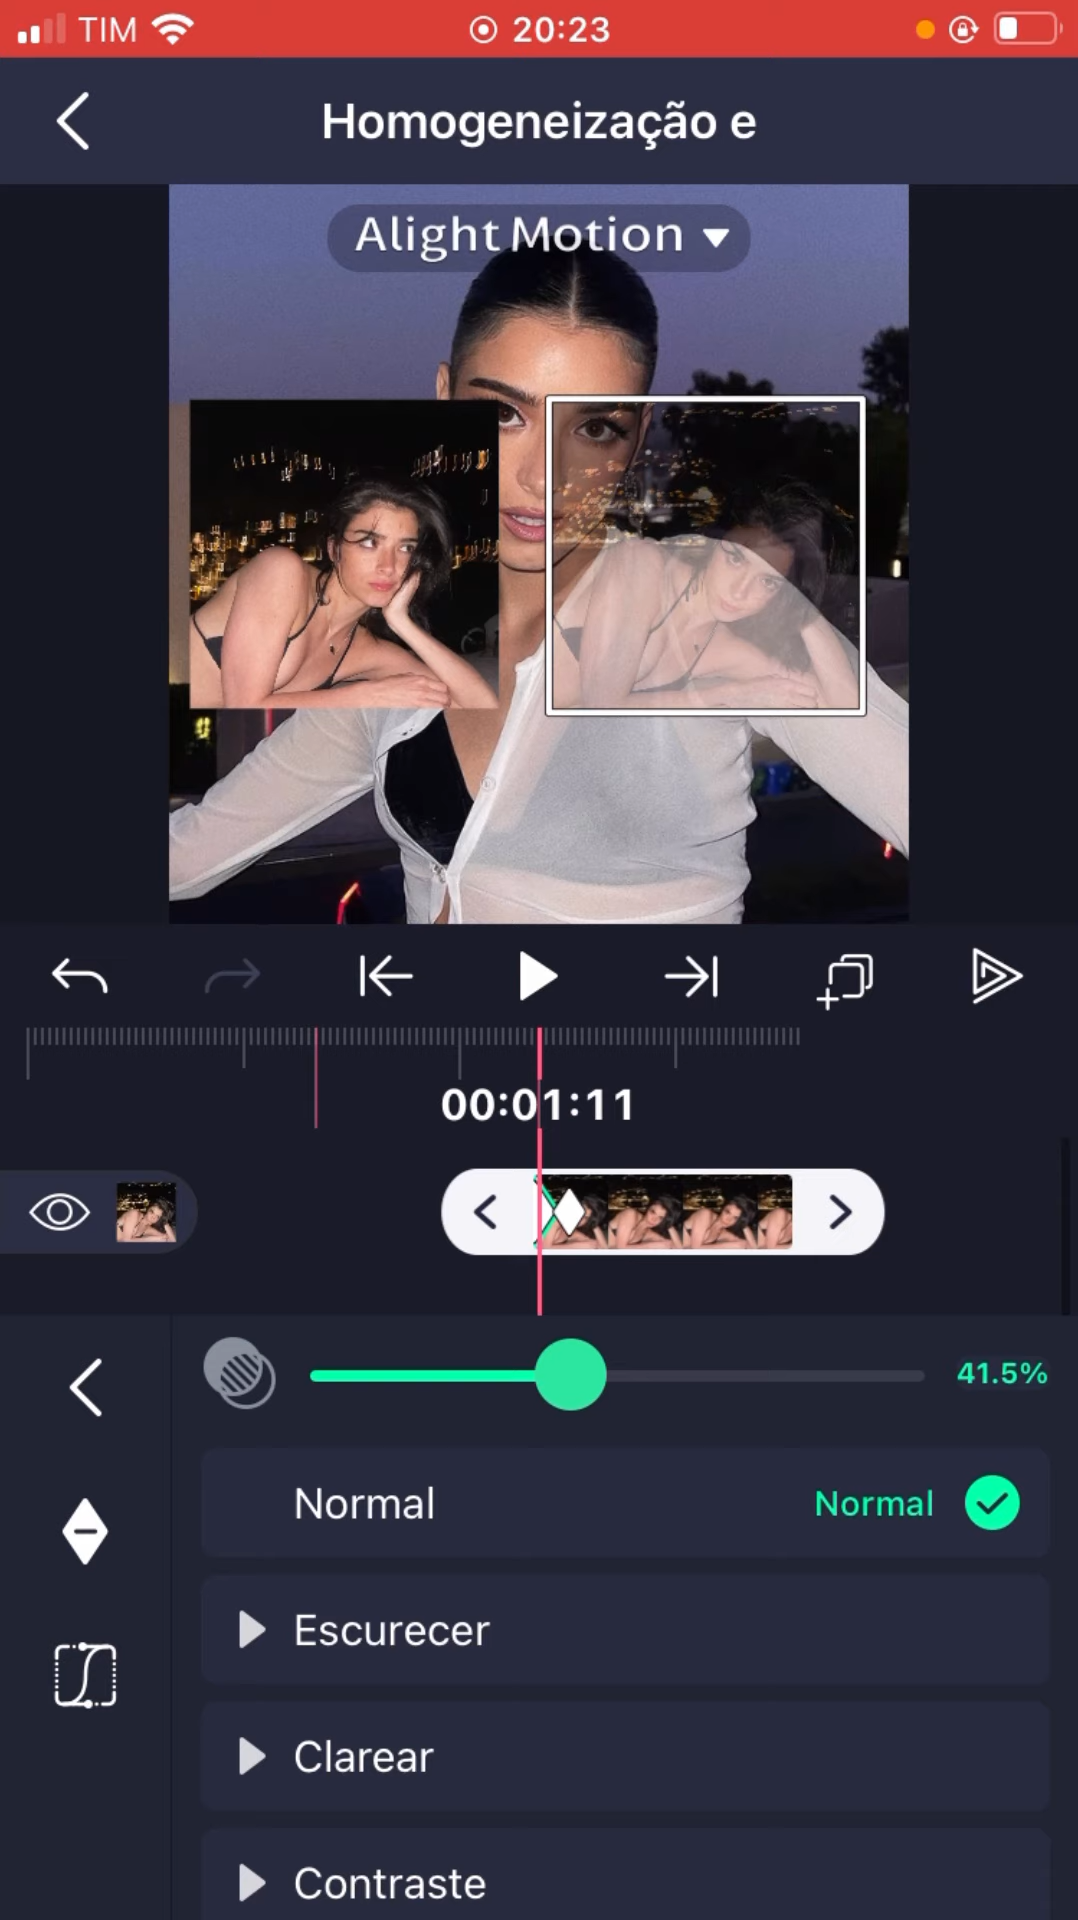 TIM 20:23
Homogeneização e
Alight Motion
00:01:11
41.5%
Normal Normal
Escurecer
Clarear
Contraste